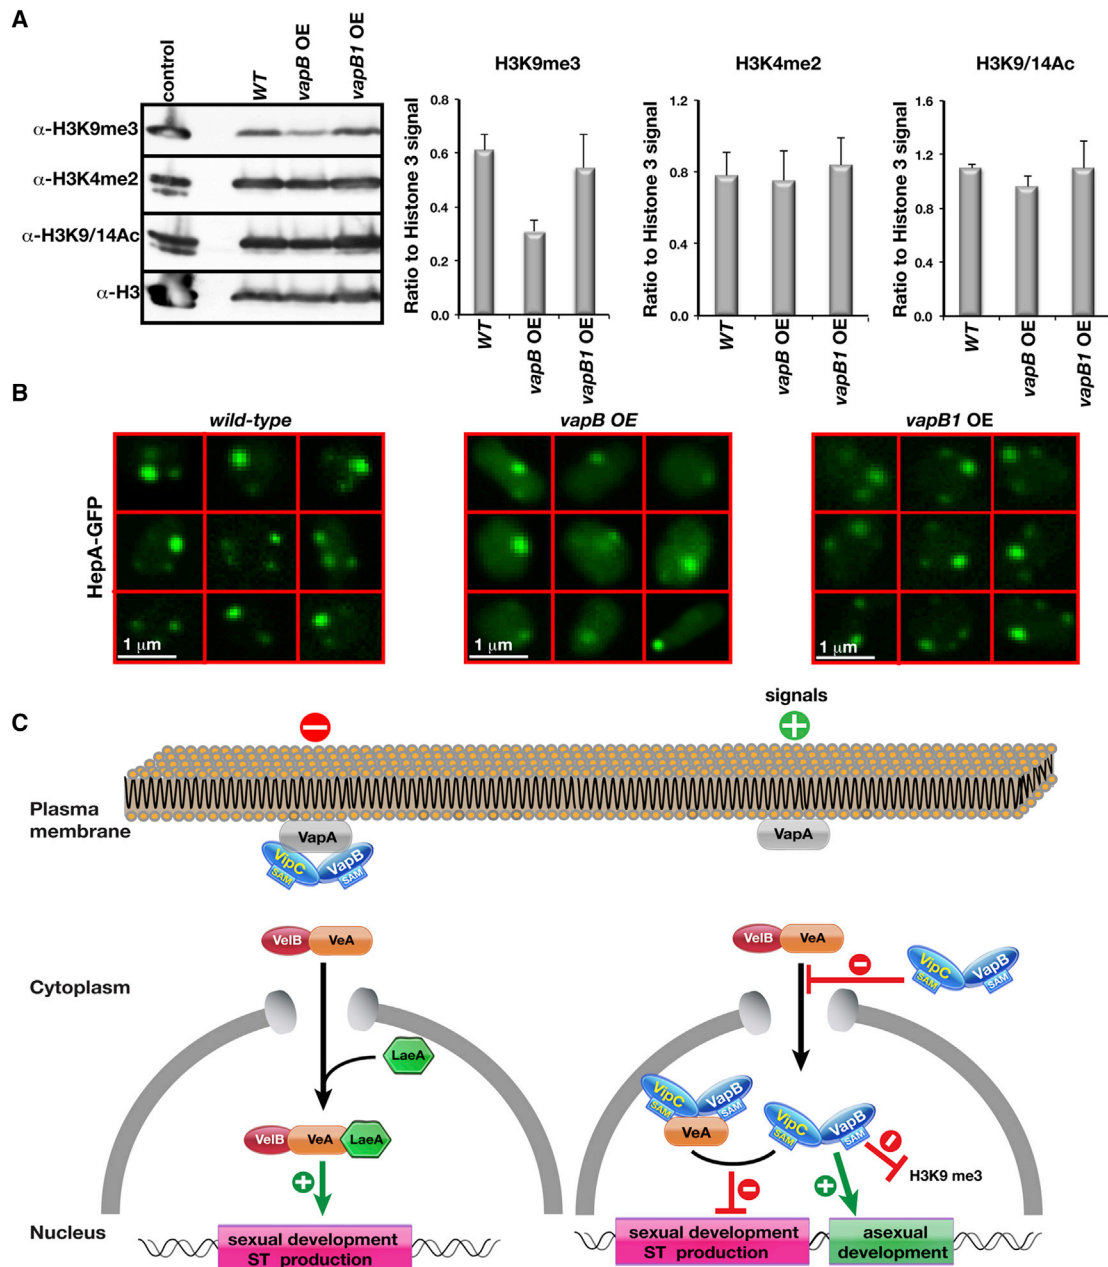 A
control
WT
vapB OE
vapB1 OE
α-H3K9me3
α-H3K4me2
α-H3K9/14Ac
α-H3
H3K9me3
Ratio to Histone 3 signal
0.8
0.6
0.4
0.2
0.0
WT
vapB OE
vapB1 OE
H3K4me2
Ratio to Histone 3 signal
1.2
0.8
0.4
0.0
WT
vapB OE
vapB1 OE
H3K9/14Ac
Ratio to Histone 3 signal
1.6
1.2
0.8
0.4
0.0
WT
vapB OE
vapB1 OE
B
wild-type
vapB OE
vapB1 OE
HepA-GFP
1 μm
1 μm
1 μm
C
signals
Plasma
membrane
VapA
VipC
SAM
VapB
SAM
VapA
Cytoplasm
VelB
VeA
LaeA
VelB
VeA
LaeA
VelB
VeA
VipC
SAM
VapB
SAM
VipC
SAM
VapB
SAM
VeA
VipC
SAM
VapB
SAM
H3K9 me3
Nucleus
sexual development
ST production
sexual development
ST production
asexual
development